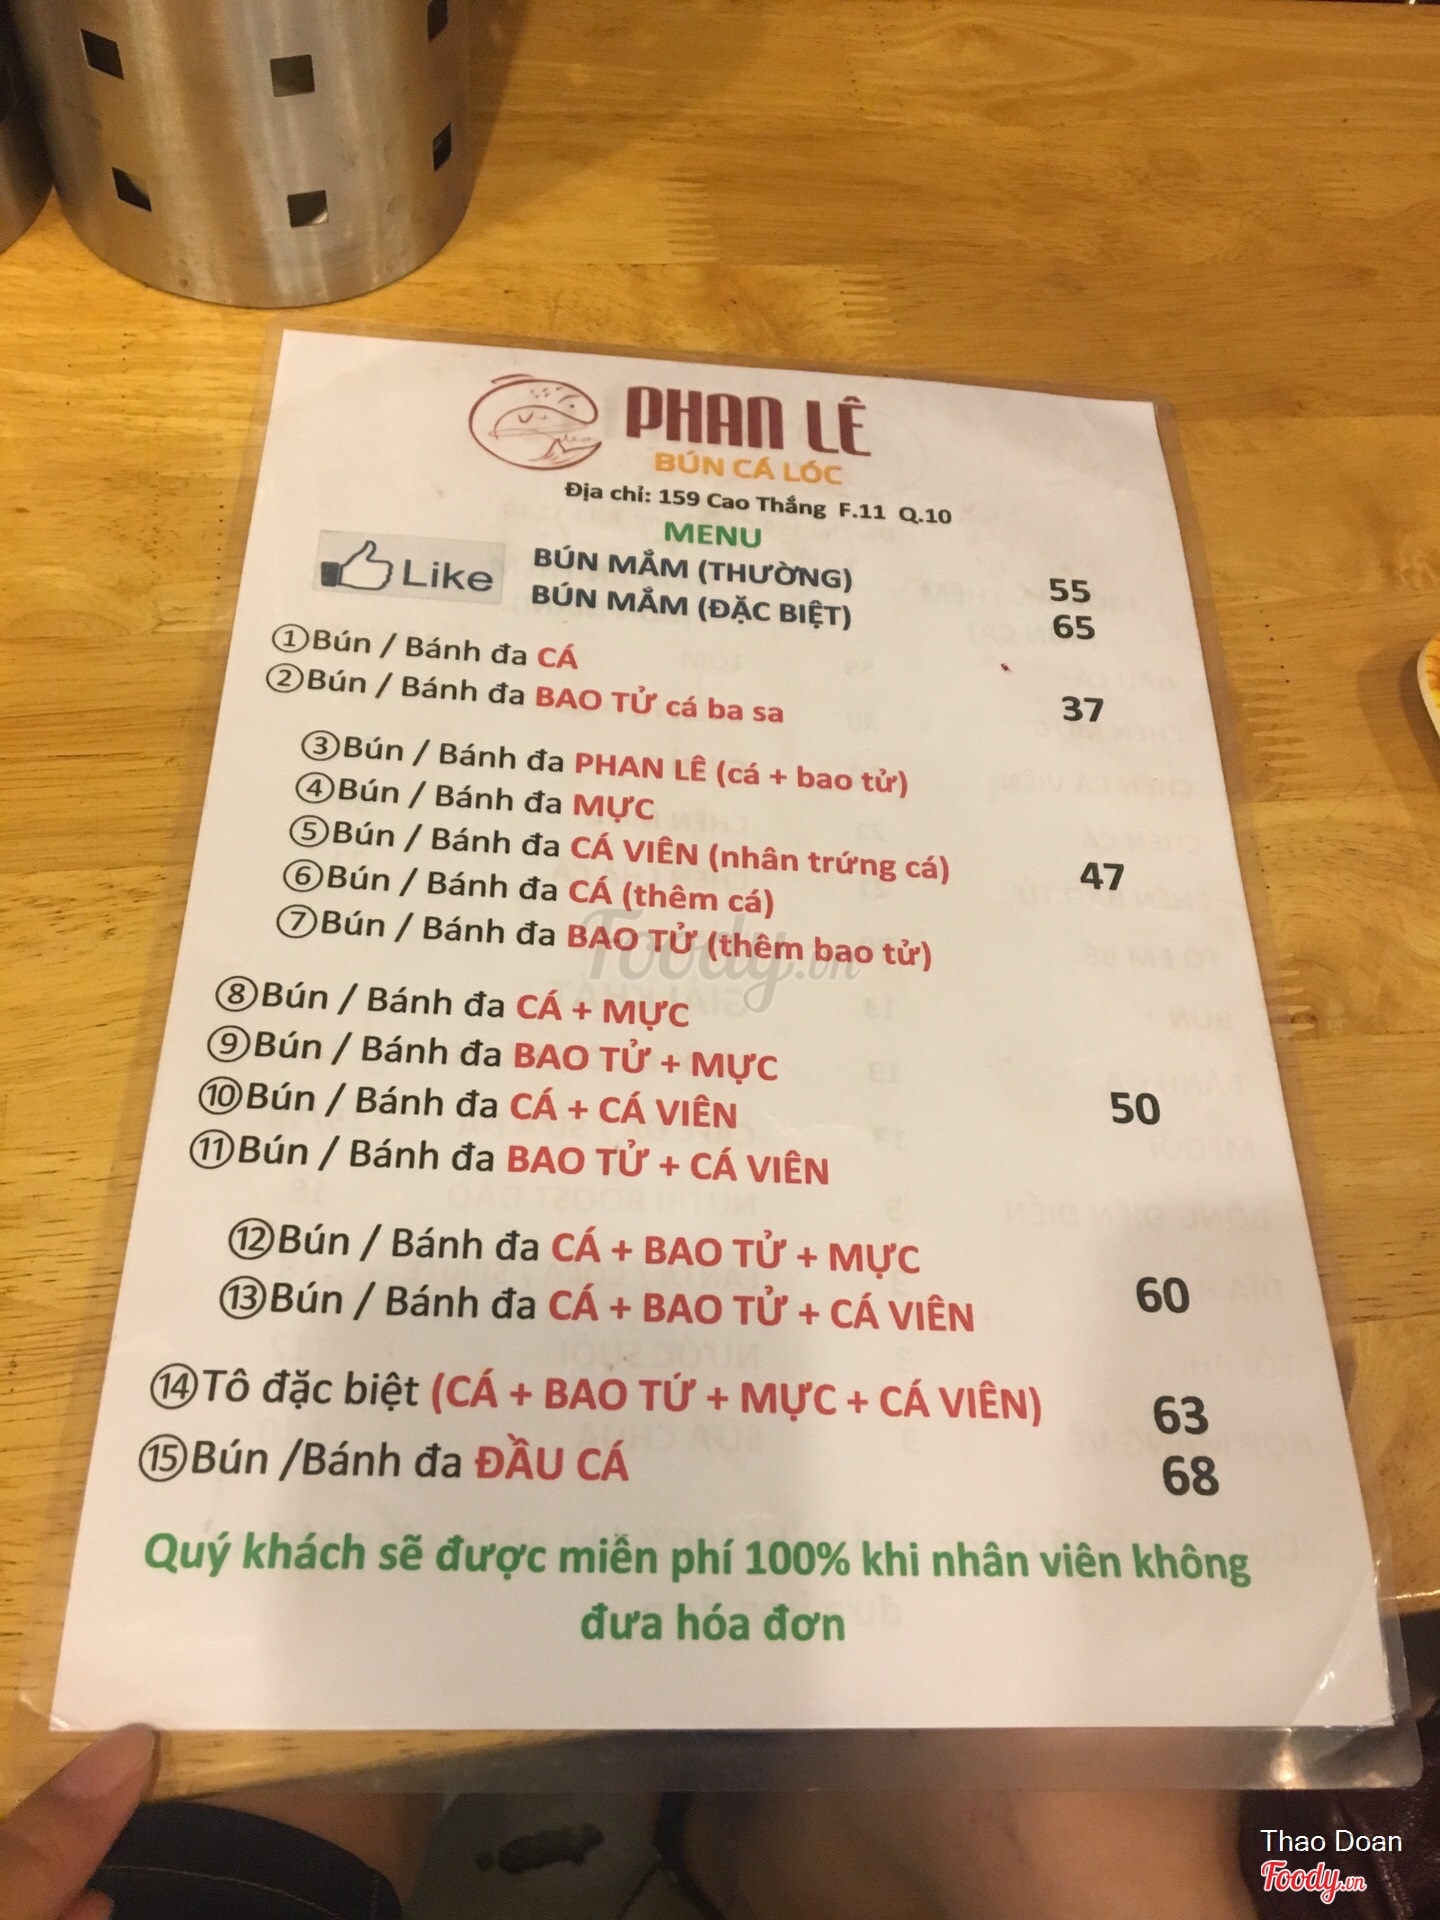 PHAN LÊ
BÚN CÁ LÓC
Địa chỉ: 159 Cao Thắng F.11 Q.10
MENU
Like
BÚN MẮM (THƯỜNG) 55
BÚN MẮM (ĐẶC BIỆT) 65
①Bún / Bánh đa CÁ
②Bún / Bánh đa BAO TỬ cá ba sa
37
③Bún / Bánh đa PHAN LÊ (cá + bao tử)
④Bún / Bánh đa MỰC
⑤Bún / Bánh đa CÁ VIÊN (nhân trứng cá) 47
⑥Bún / Bánh đa CÁ (thêm cá)
⑦Bún / Bánh đa BAO TỬ (thêm bao tử)
Foody.vn
⑧Bún / Bánh đa CÁ + MỰC
⑨Bún / Bánh đa BAO TỬ + MỰC
⑩Bún / Bánh đa CÁ + CÁ VIÊN 50
⑪Bún / Bánh đa BAO TỬ + CÁ VIÊN
⑫Bún / Bánh đa CÁ + BAO TỬ + MỰC
⑬Bún / Bánh đa CÁ + BAO TỬ + CÁ VIÊN 60
⑭Tô đặc biệt (CÁ + BAO TỨ + MỰC + CÁ VIÊN) 63
⑮Bún /Bánh đa ĐẦU CÁ 68
Quý khách sẽ được miễn phí 100% khi nhân viên không
đưa hóa đơn
Thao Doan
Foody.vn